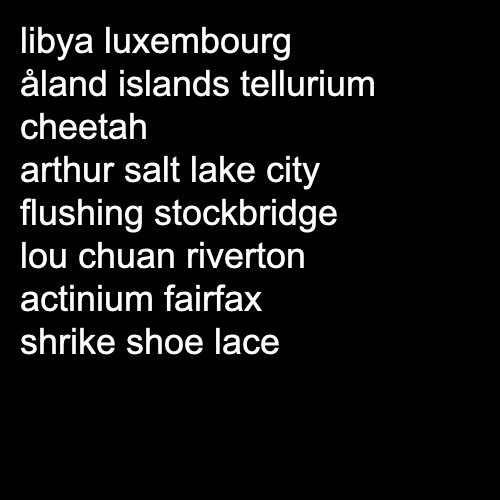 libya luxembourg
åland islands tellurium
cheetah
arthur salt lake city
flushing stockbridge
lou chuan riverton
actinium fairfax
shrike shoe lace